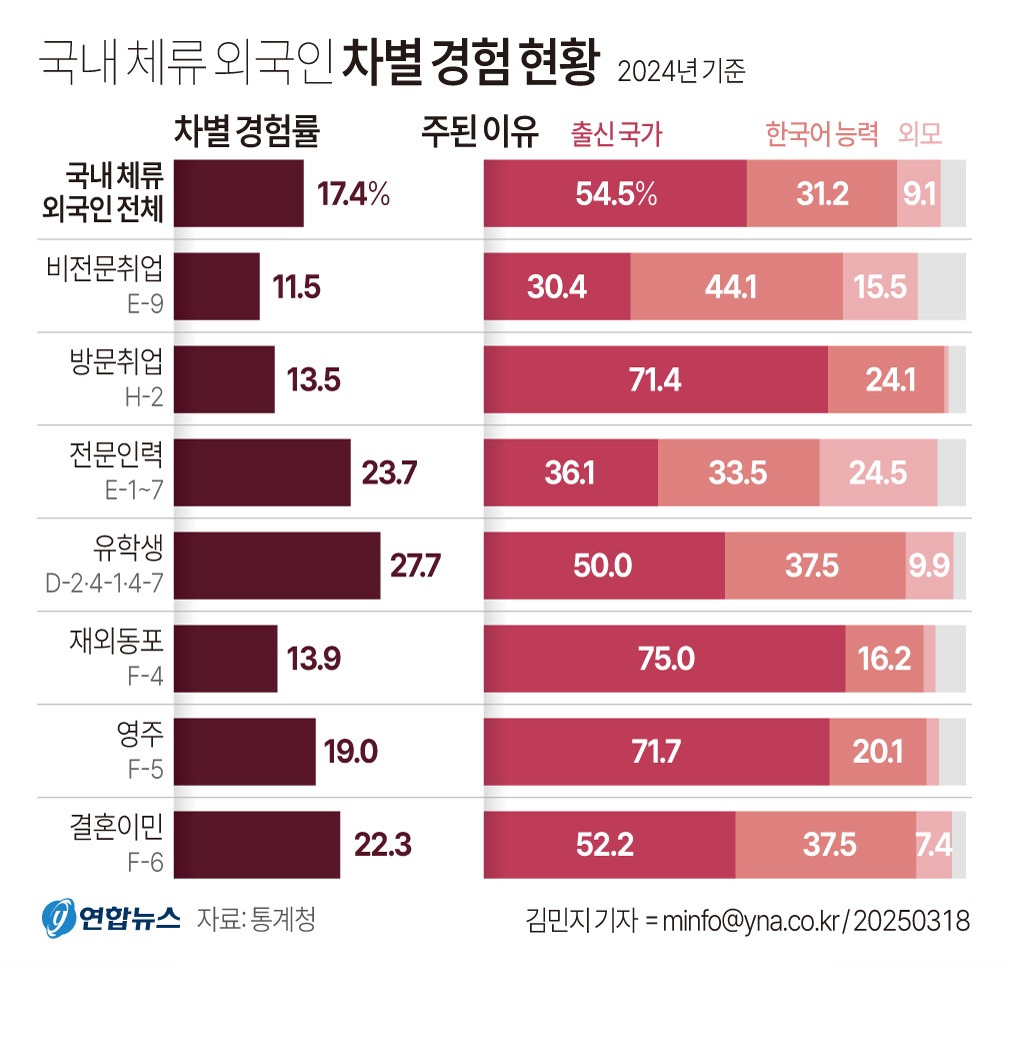 국내 체류 외국인 차별 경험 현황 2024년 기준
차별 경험률 주된 이유 출신 국가 한국어 능력 외모
국내 체류
외국인 전체 17.4% 54.5% 31.2 9.1
비전문취업
E-9 11.5 30.4 44.1 15.5
방문취업
H-2 13.5 71.4 24.1
전문인력
E-1~7 23.7 36.1 33.5 24.5
유학생
D-2·4-1·4-7 27.7 50.0 37.5 9.9
재외동포
F-4 13.9 75.0 16.2
영주
F-5 19.0 71.7 20.1
결혼이민
F-6 22.3 52.2 37.5 7.4
연합뉴스 자료: 통계청 김민지 기자 = minfo@yna.co.kr / 20250318